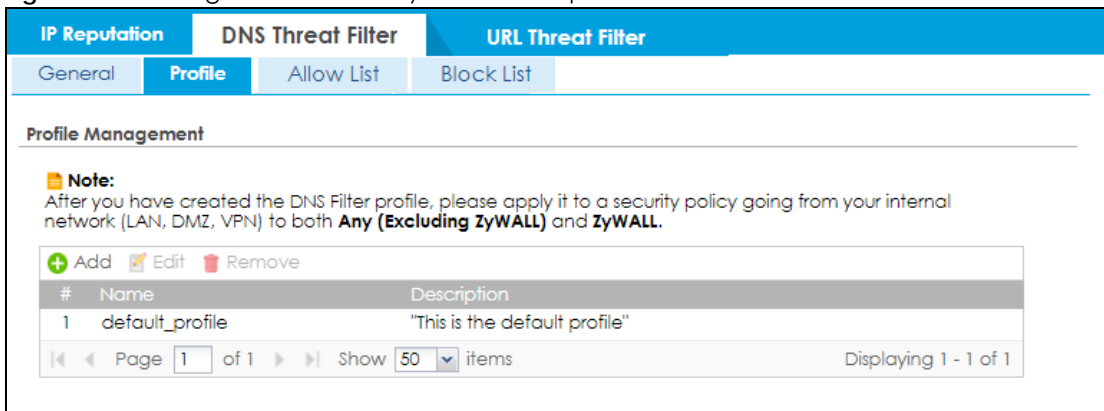 IP Reputation DNS Threat Filter URL Threat Filter
General Profile Allow List Block List
Profile Management
Note:
After you have created the DNS Filter profile, please apply it to a security policy going from your internal
network (LAN, DMZ, VPN) to both Any (Excluding ZyWALL) and ZyWALL.
Add Edit Remove
# Name Description
1 default_profile "This is the default profile"
Page 1 of 1 Show 50 items Displaying 1 - 1 of 1